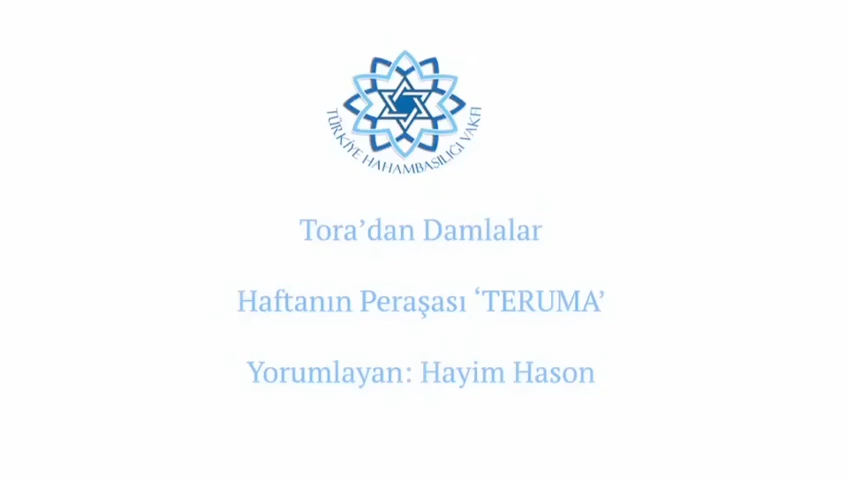 TÜRKİYE HAHAMBAŞILIĞI VAKFI
Tora’dan Damlalar
Haftanın Peraşası ‘TERUMA’
Yorumlayan: Hayim Hason